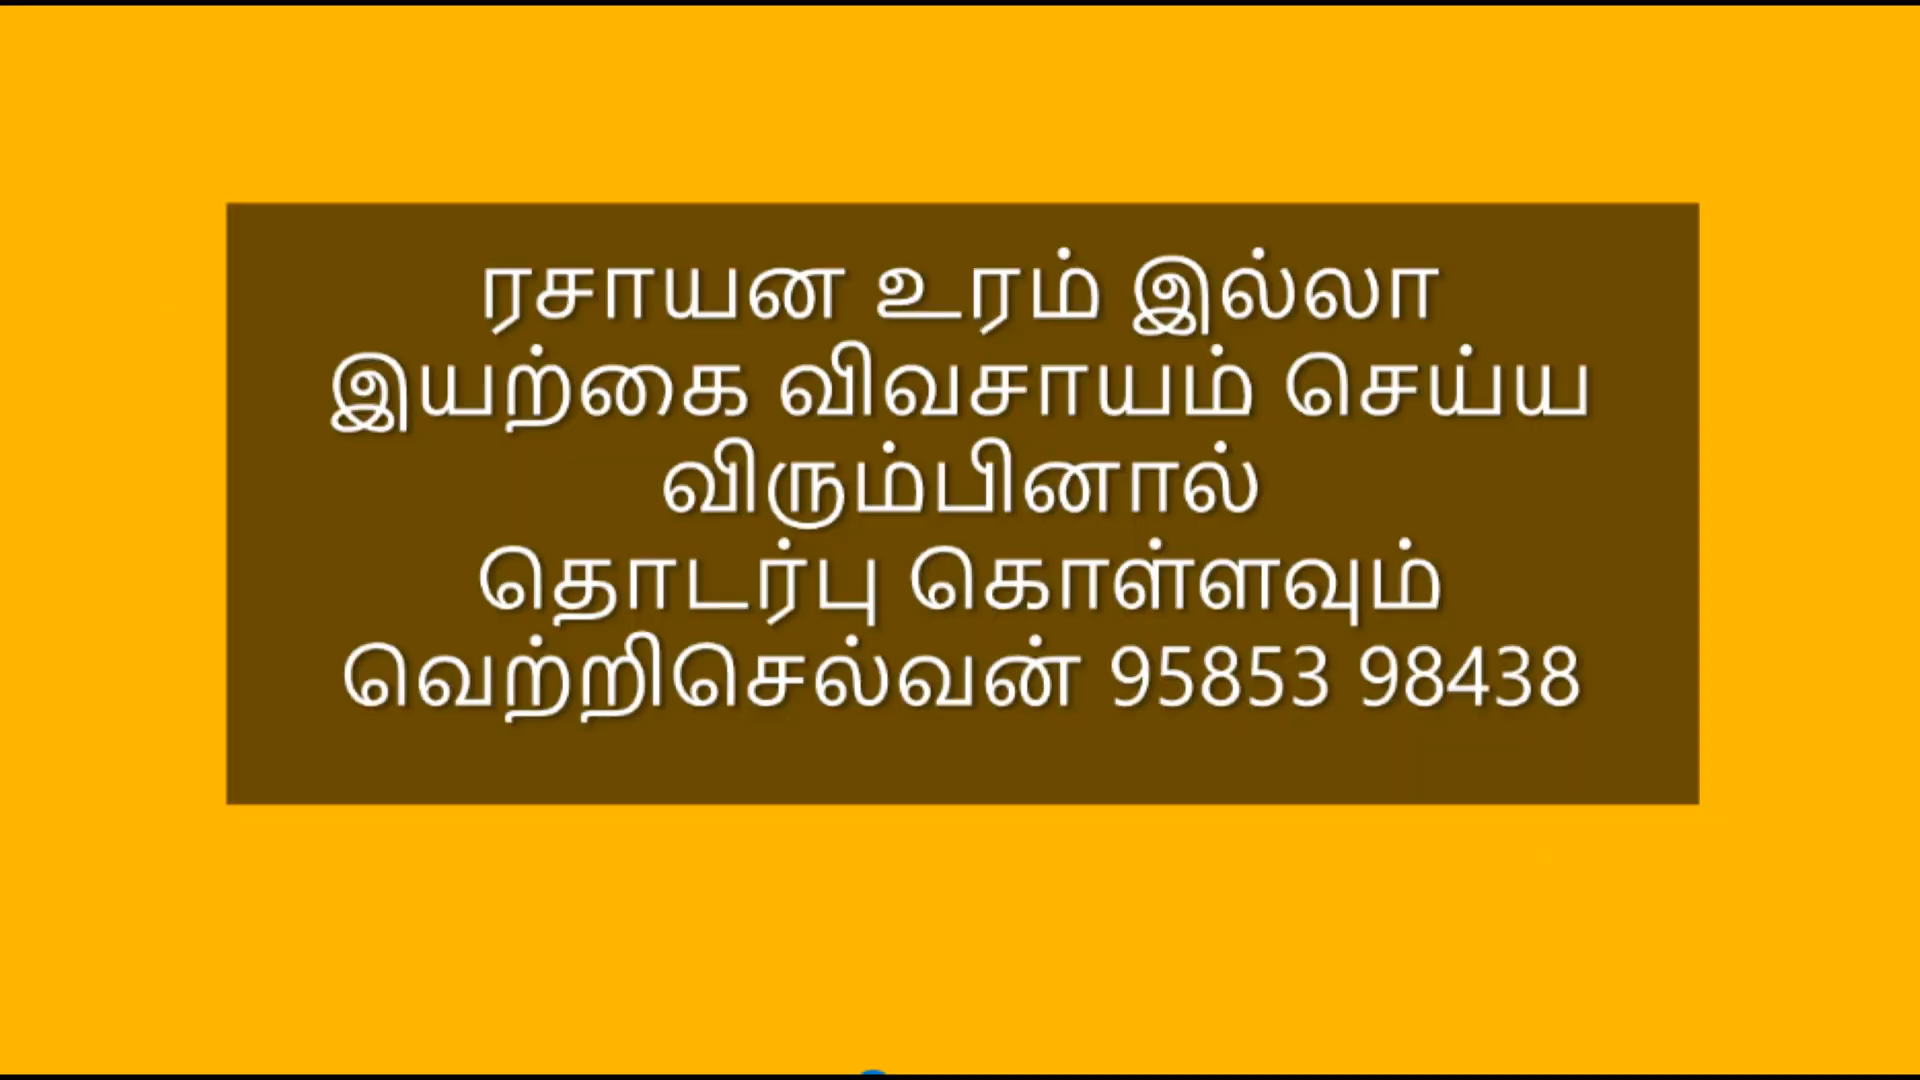 ரசாயன உரம் இல்லா
இயற்கை விவசாயம் செய்ய
விரும்பினால்
தொடர்பு கொள்ளவும்
வெற்றிசெல்வன் 95853 98438